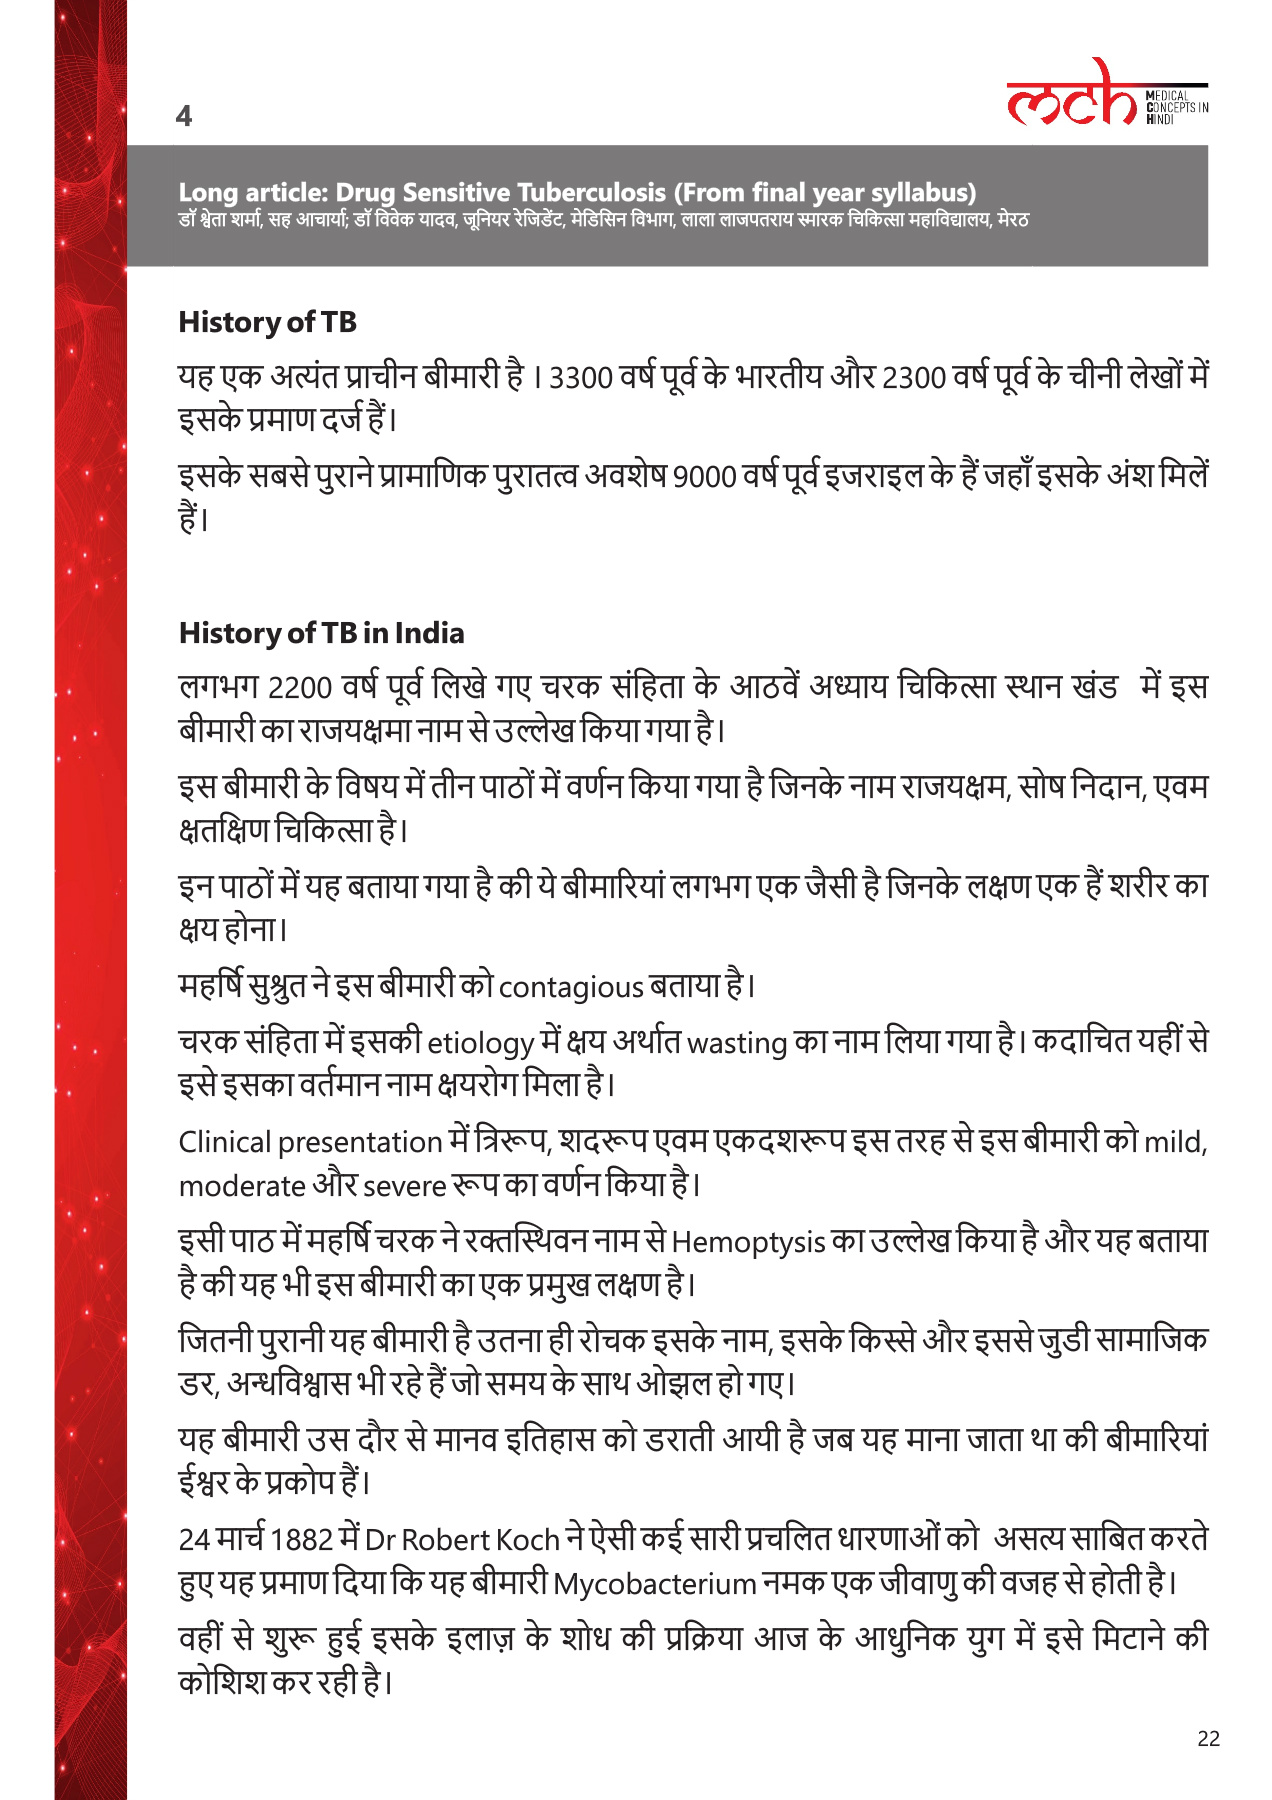 4
mch MEDICAL CONCEPTS IN HINDI
Long article: Drug Sensitive Tuberculosis (From final year syllabus)
डॉ श्वेता शर्मा, सह आचार्या; डॉ विवेक यादव, जूनियर रेजिडेंट, मेडिसिन विभाग, लाला लाजपतराय स्मारक चिकित्सा महाविद्यालय, मेरठ
History of TB
यह एक अत्यंत प्राचीन बीमारी है । 3300 वर्ष पूर्व के भारतीय और 2300 वर्ष पूर्व के चीनी लेखों में
इसके प्रमाण दर्ज हैं।
इसके सबसे पुराने प्रामाणिक पुरातत्व अवशेष 9000 वर्ष पूर्व इजराइल के हैं जहाँ इसके अंश मिलें
हैं।
History of TB in India
लगभग 2200 वर्ष पूर्व लिखे गए चरक संहिता के आठवें अध्याय चिकित्सा स्थान खंड में इस
बीमारी का राजयक्षमा नाम से उल्लेख किया गया है।
इस बीमारी के विषय में तीन पाठों में वर्णन किया गया है जिनके नाम राजयक्षम, सोष निदान, एवम
क्षतक्षिण चिकित्सा है।
इन पाठों में यह बताया गया है की ये बीमारियां लगभग एक जैसी है जिनके लक्षण एक हैं शरीर का
क्षय होना।
महर्षि सुश्रुत ने इस बीमारी को contagious बताया है।
चरक संहिता में इसकी etiology में क्षय अर्थात wasting का नाम लिया गया है। कदाचित यहीं से
इसे इसका वर्तमान नाम क्षयरोग मिला है।
Clinical presentation में त्रिरूप, शदरूप एवम एकदशरूप इस तरह से इस बीमारी को mild,
moderate और severe रूप का वर्णन किया है।
इसी पाठ में महर्षि चरक ने रक्तस्थिवन नाम से Hemoptysis का उल्लेख किया है और यह बताया
है की यह भी इस बीमारी का एक प्रमुख लक्षण है।
जितनी पुरानी यह बीमारी है उतना ही रोचक इसके नाम, इसके किस्से और इससे जुडी सामाजिक
डर, अन्धविश्वास भी रहे हैं जो समय के साथ ओझल हो गए।
यह बीमारी उस दौर से मानव इतिहास को डराती आयी है जब यह माना जाता था की बीमारियां
ईश्वर के प्रकोप हैं।
24 मार्च 1882 में Dr Robert Koch ने ऐसी कई सारी प्रचलित धारणाओं को असत्य साबित करते
हुए यह प्रमाण दिया कि यह बीमारी Mycobacterium नमक एक जीवाणु की वजह से होती है।
वहीं से शुरू हुई इसके इलाज़ के शोध की प्रक्रिया आज के आधुनिक युग में इसे मिटाने की
कोशिश कर रही है।
22